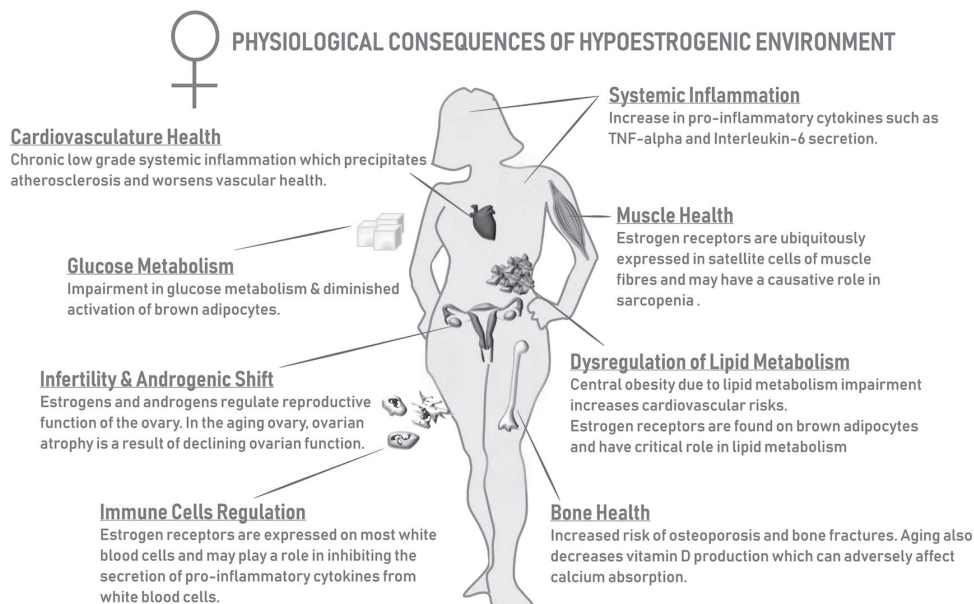 PHYSIOLOGICAL CONSEQUENCES OF HYPOESTROGENIC ENVIRONMENT
Systemic Inflammation
Increase in pro-inflammatory cytokines such as
TNF-alpha and Interleukin-6 secretion.
Cardiovasculature Health
Chronic low grade systemic inflammation which precipitates
atherosclerosis and worsens vascular health.
Muscle Health
Estrogen receptors are ubiquitously
expressed in satellite cells of muscle
fibres and may have a causative role in
sarcopenia .
Glucose Metabolism
Impairment in glucose metabolism & diminished
activation of brown adipocytes.
Dysregulation of Lipid Metabolism
Central obesity due to lipid metabolism impairment
increases cardiovascular risks.
Estrogen receptors are found on brown adipocytes
and have critical role in lipid metabolism
Infertility & Androgenic Shift
Estrogens and androgens regulate reproductive
function of the ovary. In the aging ovary, ovarian
atrophy is a result of declining ovarian function.
Immune Cells Regulation
Estrogen receptors are expressed on most white
blood cells and may play a role in inhibiting the
secretion of pro-inflammatory cytokines from
white blood cells.
Bone Health
Increased risk of osteoporosis and bone fractures. Aging also
decreases vitamin D production which can adversely affect
calcium absorption.